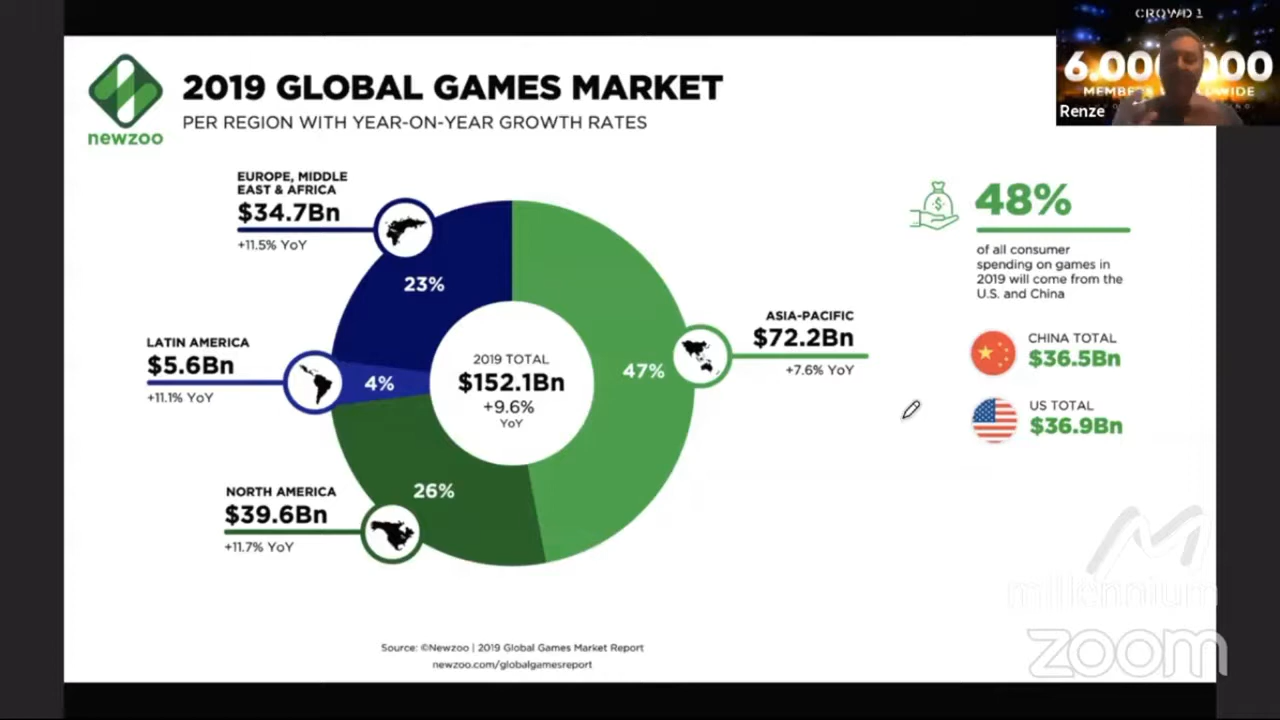 newzoo
2019 GLOBAL GAMES MARKET
PER REGION WITH YEAR-ON-YEAR GROWTH RATES
EUROPE, MIDDLE
EAST & AFRICA
$34.7Bn
+11.5% YoY
23%
LATIN AMERICA
$5.6Bn
+11.1% YoY
4%
NORTH AMERICA
$39.6Bn
+11.7% YoY
26%
2019 TOTAL
$152.1Bn
+9.6%
YoY
47%
ASIA-PACIFIC
$72.2Bn
+7.6% YoY
48%
of all consumer
spending on games in
2019 will come from the
U.S. and China
CHINA TOTAL
$36.5Bn
US TOTAL
$36.9Bn
Source: ©Newzoo | 2019 Global Games Market Report
newzoo.com/globalgamesreport
CROWD1
Renze
millennium
zoom